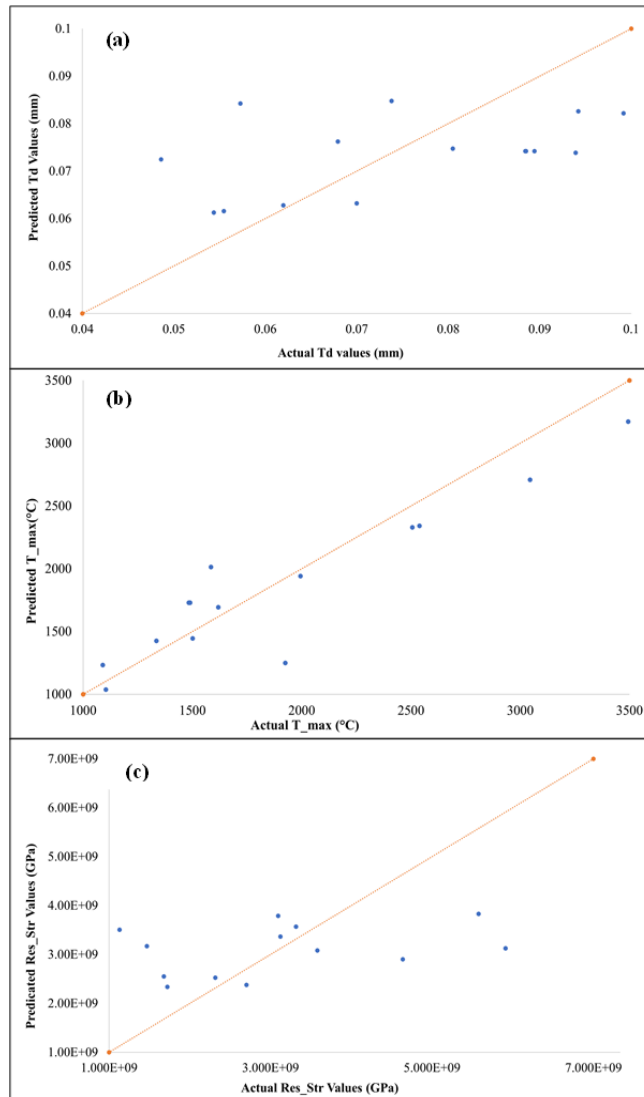 (a)
0.1
0.09
0.08
0.07
0.06
0.05
0.04
Predicted Td Values (mm)
0.04 0.05 0.06 0.07 0.08 0.09 0.1
Actual Td values (mm)
(b)
3500
3000
2500
2000
1500
1000
Predicted T_max(°C)
1000 1500 2000 2500 3000 3500
Actual T_max (°C)
(c)
7.00E+09
6.00E+09
5.00E+09
4.00E+09
3.00E+09
2.00E+09
1.00E+09
Predicated Res_Str Values (GPa)
1.000E+09 3.000E+09 5.000E+09 7.000E+09
Actual Res_Str Values (GPa)